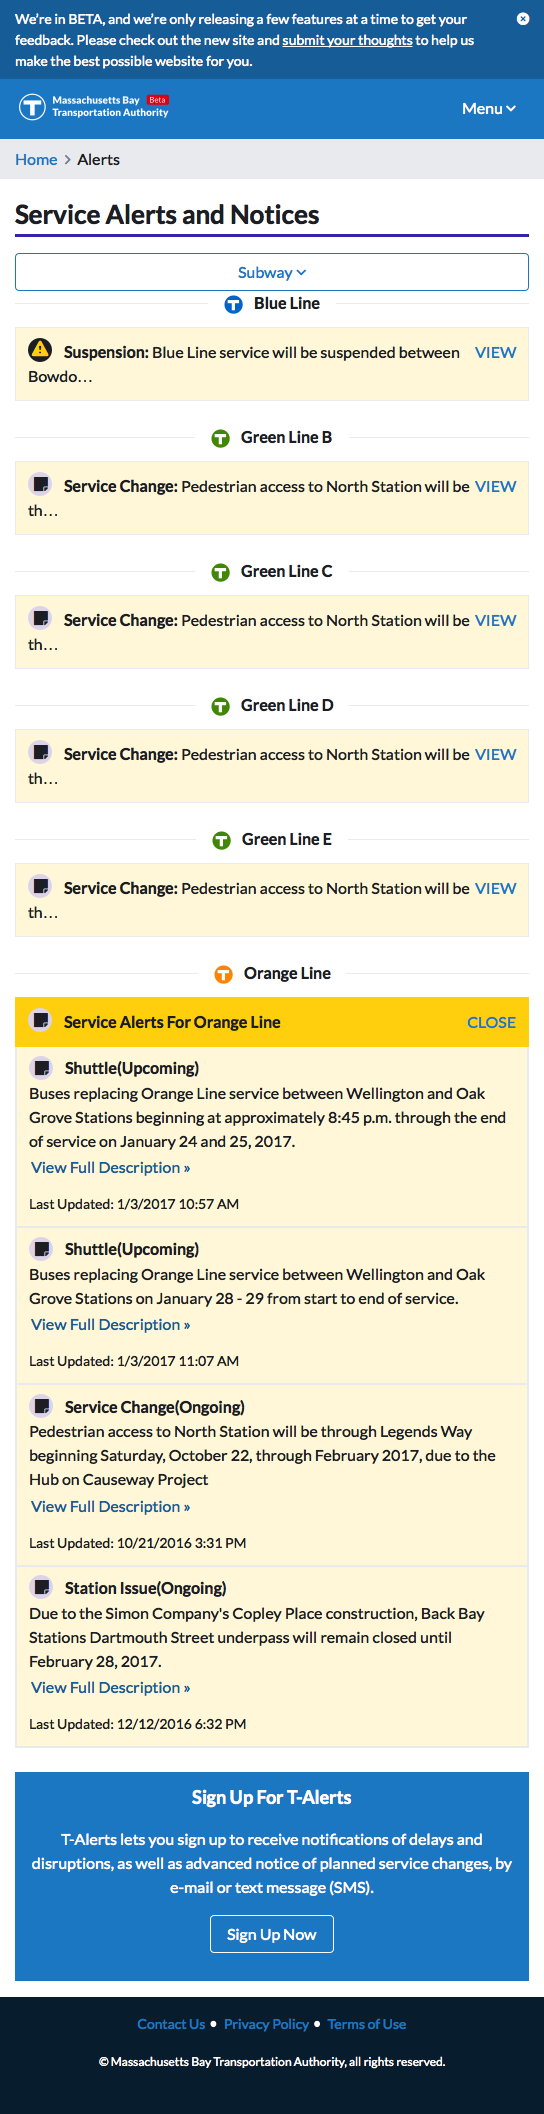 We're in BETA, and we're only releasing a few features at a time to get your
feedback. Please check out the new site and submit your thoughts to help us
make the best possible website for you.
T Massachusetts Bay Beta
Transportation Authority
Menu
Home > Alerts
Service Alerts and Notices
Subway
T Blue Line
Suspension: Blue Line service will be suspended between VIEW
Bowdo…
T Green Line B
Service Change: Pedestrian access to North Station will be VIEW
th…
T Green Line C
Service Change: Pedestrian access to North Station will be VIEW
th…
T Green Line D
Service Change: Pedestrian access to North Station will be VIEW
th…
T Green Line E
Service Change: Pedestrian access to North Station will be VIEW
th…
T Orange Line
Service Alerts For Orange Line CLOSE
Shuttle(Upcoming)
Buses replacing Orange Line service between Wellington and Oak
Grove Stations beginning at approximately 8:45 p.m. through the end
of service on January 24 and 25, 2017.
View Full Description »
Last Updated: 1/3/2017 10:57 AM
Shuttle(Upcoming)
Buses replacing Orange Line service between Wellington and Oak
Grove Stations on January 28 - 29 from start to end of service.
View Full Description »
Last Updated: 1/3/2017 11:07 AM
Service Change(Ongoing)
Pedestrian access to North Station will be through Legends Way
beginning Saturday, October 22, through February 2017, due to the
Hub on Causeway Project
View Full Description »
Last Updated: 10/21/2016 3:31 PM
Station Issue(Ongoing)
Due to the Simon Company's Copley Place construction, Back Bay
Stations Dartmouth Street underpass will remain closed until
February 28, 2017.
View Full Description »
Last Updated: 12/12/2016 6:32 PM
Sign Up For T-Alerts
T-Alerts lets you sign up to receive notifications of delays and
disruptions, as well as advanced notice of planned service changes, by
e-mail or text message (SMS).
Sign Up Now
Contact Us • Privacy Policy • Terms of Use
© Massachusetts Bay Transportation Authority, all rights reserved.